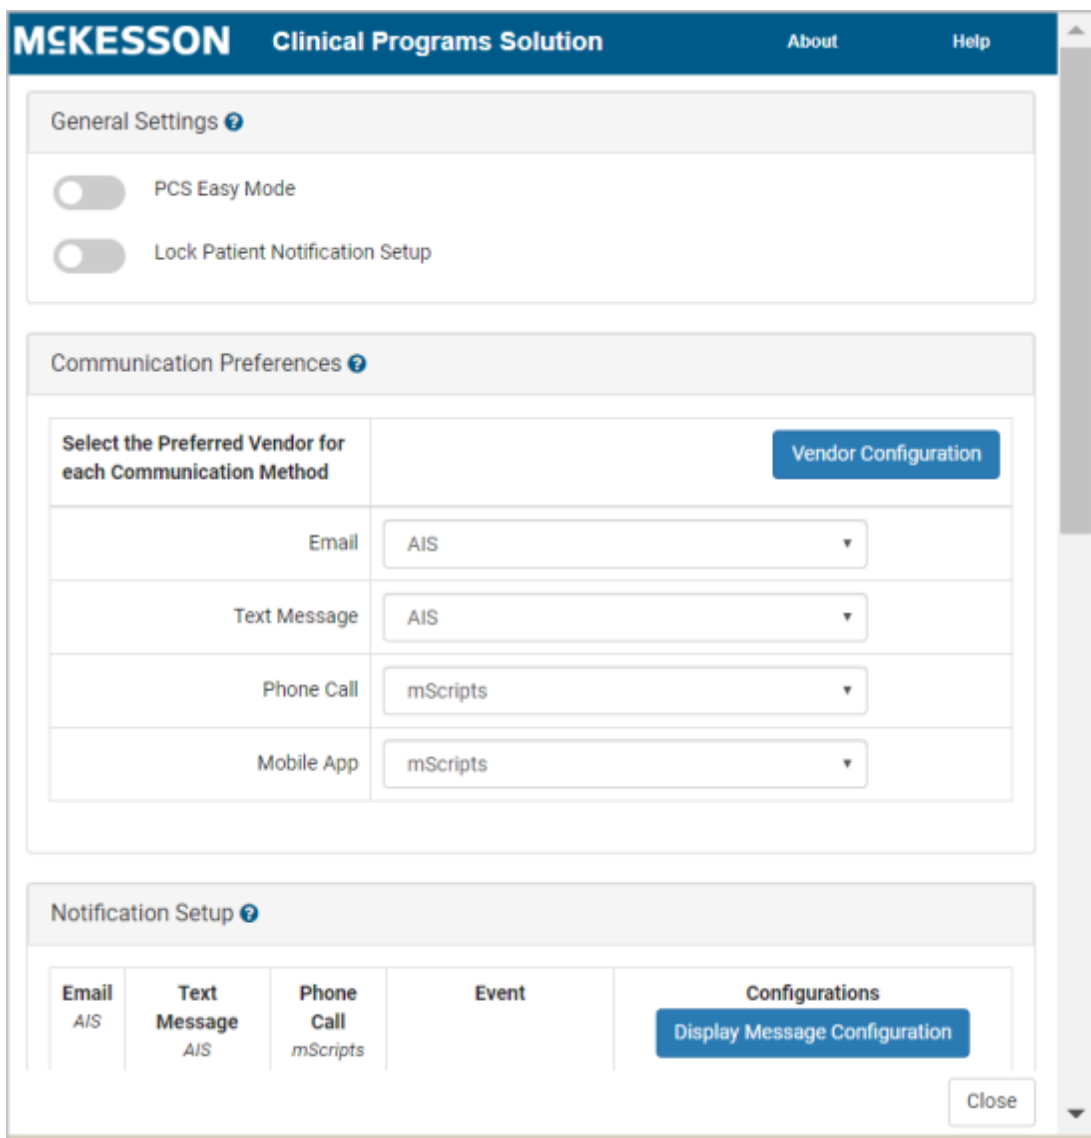 MCKESSON Clinical Programs Solution About Help
General Settings ?
PCS Easy Mode
Lock Patient Notification Setup
Communication Preferences ?
Select the Preferred Vendor for
each Communication Method
Vendor Configuration
Email AIS
Text Message AIS
Phone Call mScripts
Mobile App mScripts
Notification Setup ?
Email Text Phone Event Configurations
AIS Message Call Display Message Configuration
AIS mScripts
Close